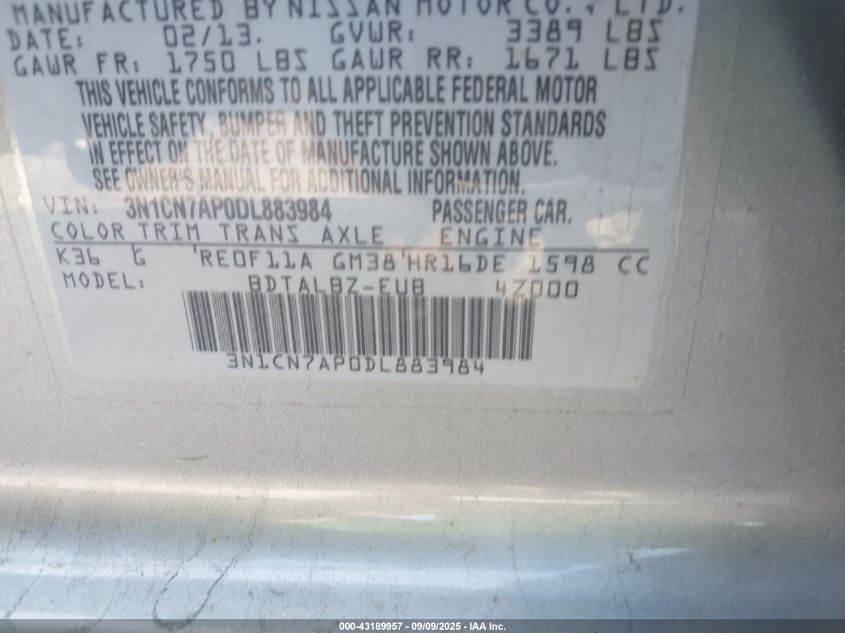 MANUFACTURED BY NISSAN MOTOR CO., LTD.
DATE: 02/13. GVWR: 3389 LBS
GAWR FR: 1750 LBS GAWR RR: 1671 LBS
THIS VEHICLE CONFORMS TO ALL APPLICABLE FEDERAL MOTOR
VEHICLE SAFETY, BUMPER AND THEFT PREVENTION STANDARDS
IN EFFECT ON THE DATE OF MANUFACTURE SHOWN ABOVE.
SEE OWNER'S MANUAL FOR ADDITIONAL INFORMATION.
VIN: 3N1CN7AP0DL883984 PASSENGER CAR.
COLOR TRIM TRANS AXLE ENGINE
K36 G 'RE0F11A GM38'HR16DE 1598 CC
MODEL: BDTALBZ-EUB 4Z000
3N1CN7AP0DL883984
000-43189957 - 09/09/2025 - IAA Inc.